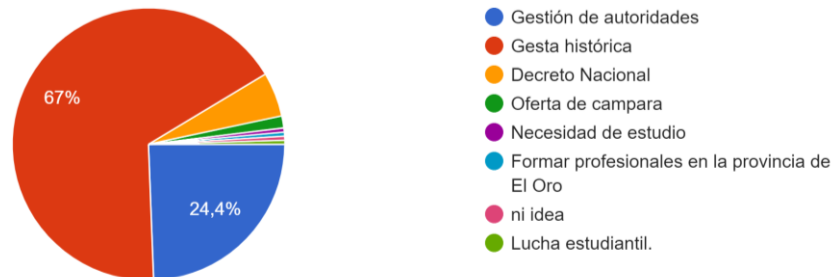 67%
24,4%
Gestión de autoridades
Gesta histórica
Decreto Nacional
Oferta de campara
Necesidad de estudio
Formar profesionales en la provincia de
El Oro
ni idea
Lucha estudiantil.